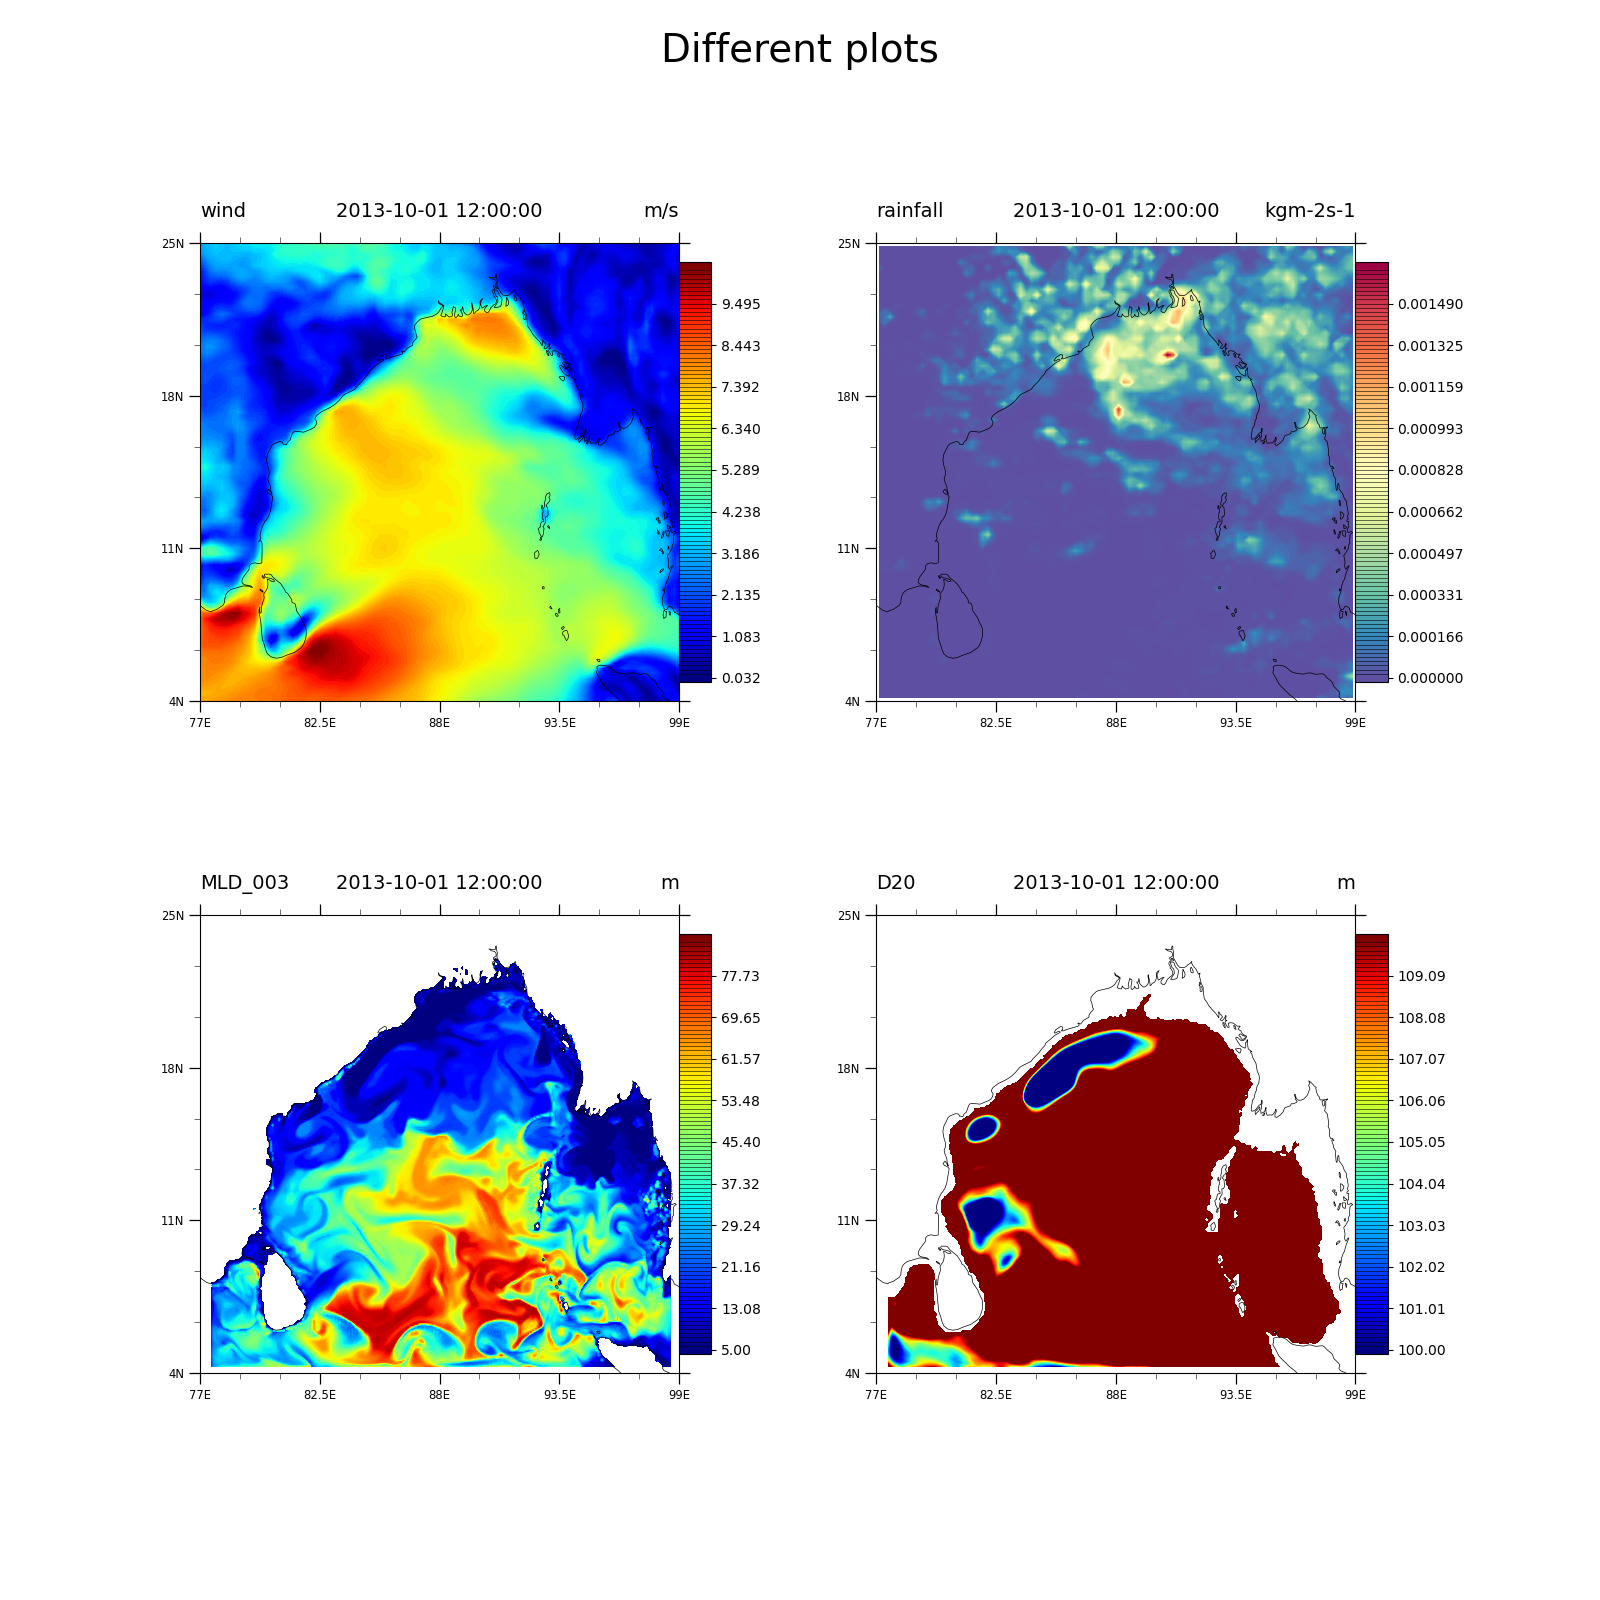 Different plots
wind 2013-10-01 12:00:00 m/s
25N
18N
11N
4N
77E 82.5E 88E 93.5E 99E
9.495
8.443
7.392
6.340
5.289
4.238
3.186
2.135
1.083
0.032
rainfall 2013-10-01 12:00:00 kgm-2s-1
25N
18N
11N
4N
77E 82.5E 88E 93.5E 99E
0.001490
0.001325
0.001159
0.000993
0.000828
0.000662
0.000497
0.000331
0.000166
0.000000
MLD_003 2013-10-01 12:00:00 m
25N
18N
11N
4N
77E 82.5E 88E 93.5E 99E
77.73
69.65
61.57
53.48
45.40
37.32
29.24
21.16
13.08
5.00
D20 2013-10-01 12:00:00 m
25N
18N
11N
4N
77E 82.5E 88E 93.5E 99E
109.09
108.08
107.07
106.06
105.05
104.04
103.03
102.02
101.01
100.00